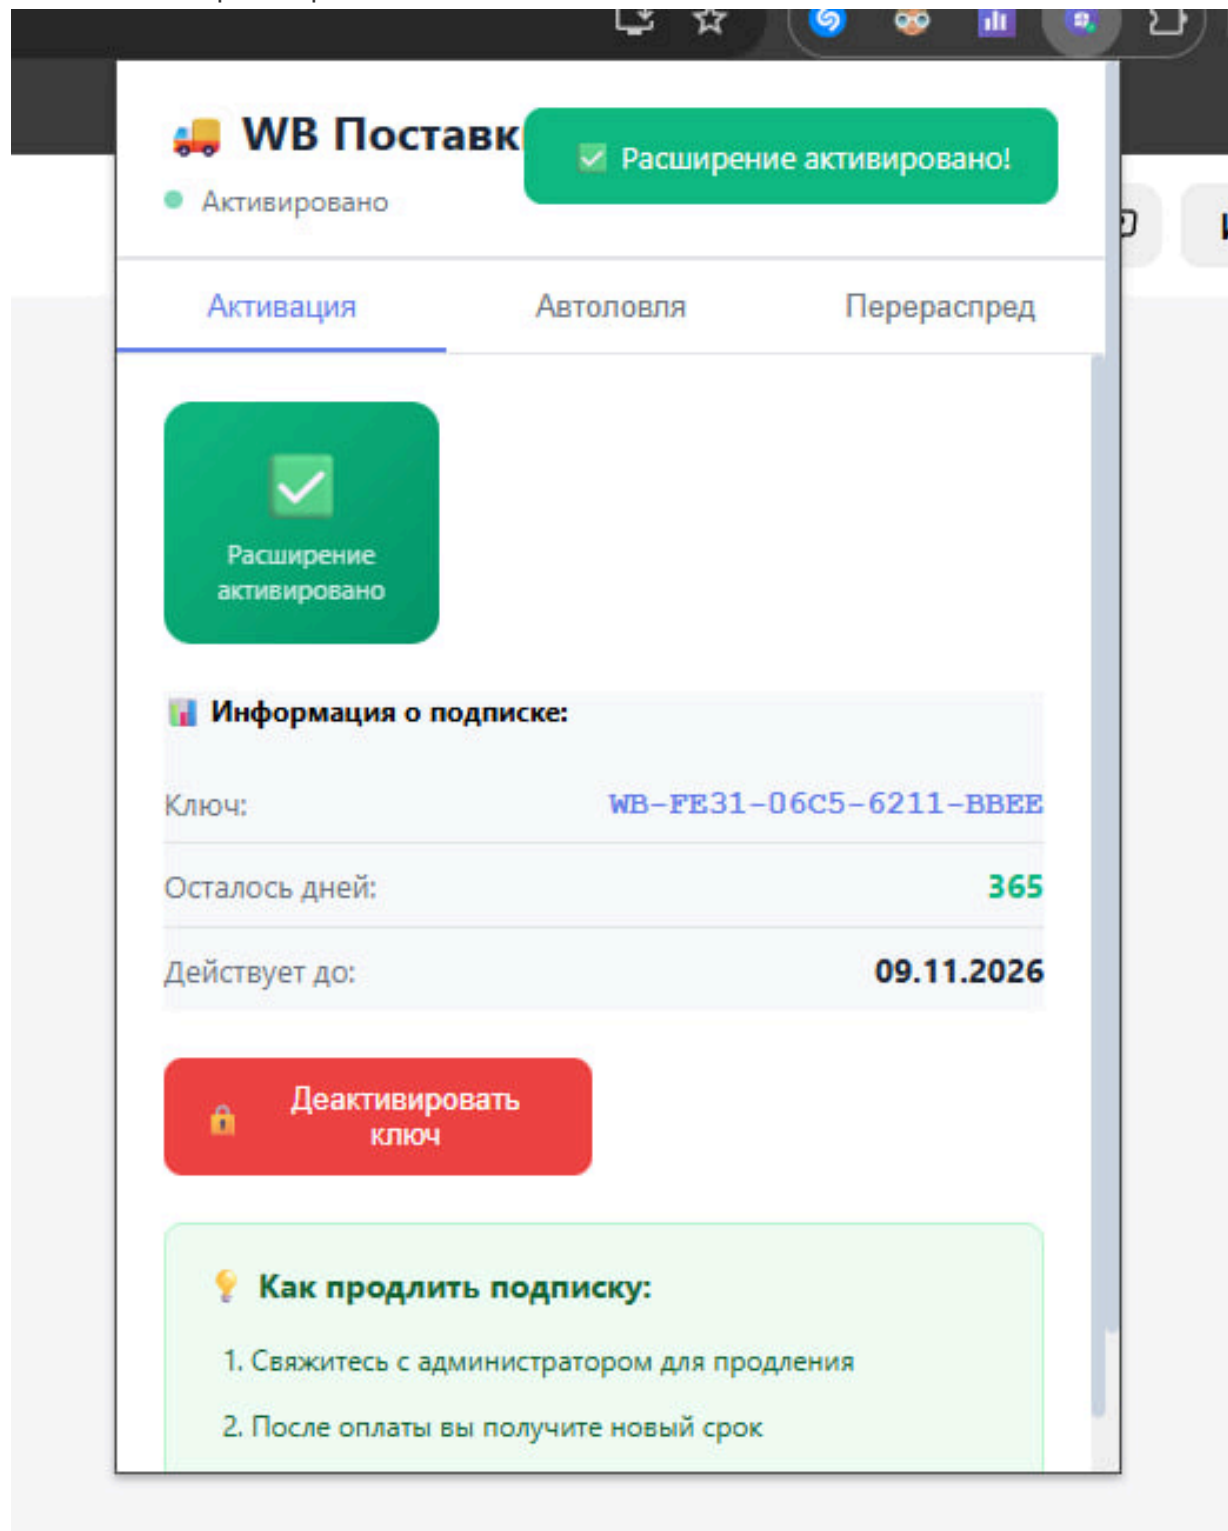 WB Поставк
✅ Расширение активировано!
Активировано
Активация
Автоловля
Перераспред
Расширение
активировано
Информация о подписке:
Ключ:
WB-FE31-06C5-6211-BBEE
Осталось дней:
365
Действует до:
09.11.2026
Деактивировать
ключ
Как продлить подписку:
1. Свяжитесь с администратором для продления
2. После оплаты вы получите новый срок